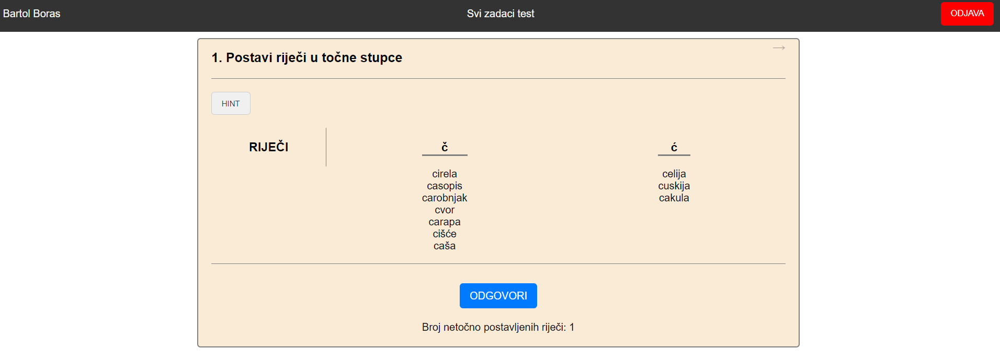 Bartol Boras
Svi zadaci test
ODJAVA
→
1. Postavi riječi u točne stupce
HINT
RIJEČI
č
cirela
casopis
carobnjak
cvor
carapa
cišće
caša
ć
celija
cuskija
cakula
ODGOVORI
Broj netočno postavljenih riječi: 1